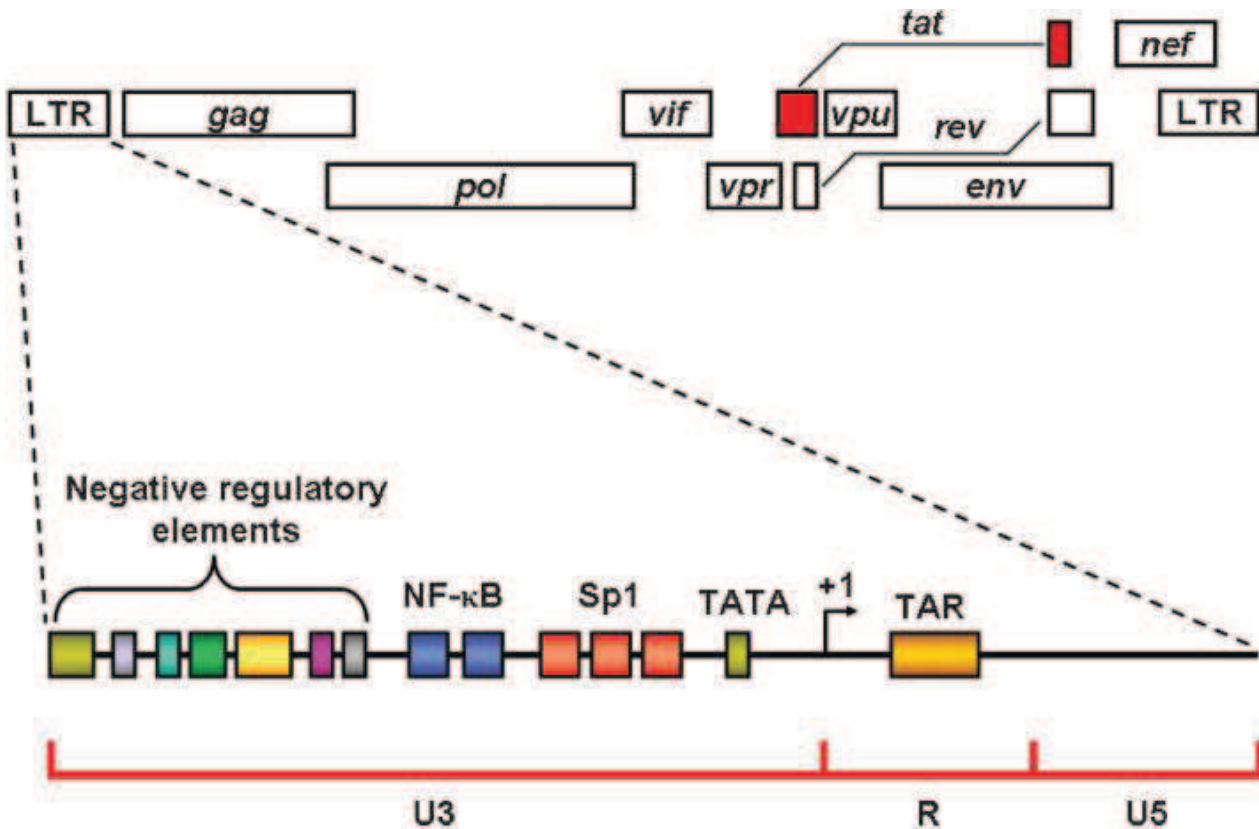 tat
nef
LTR
gag
vif
vpu
rev
LTR
pol
vpr
env
Negative regulatory
elements
NF-κB
Sp1
TATA
+1
TAR
U3
R
U5